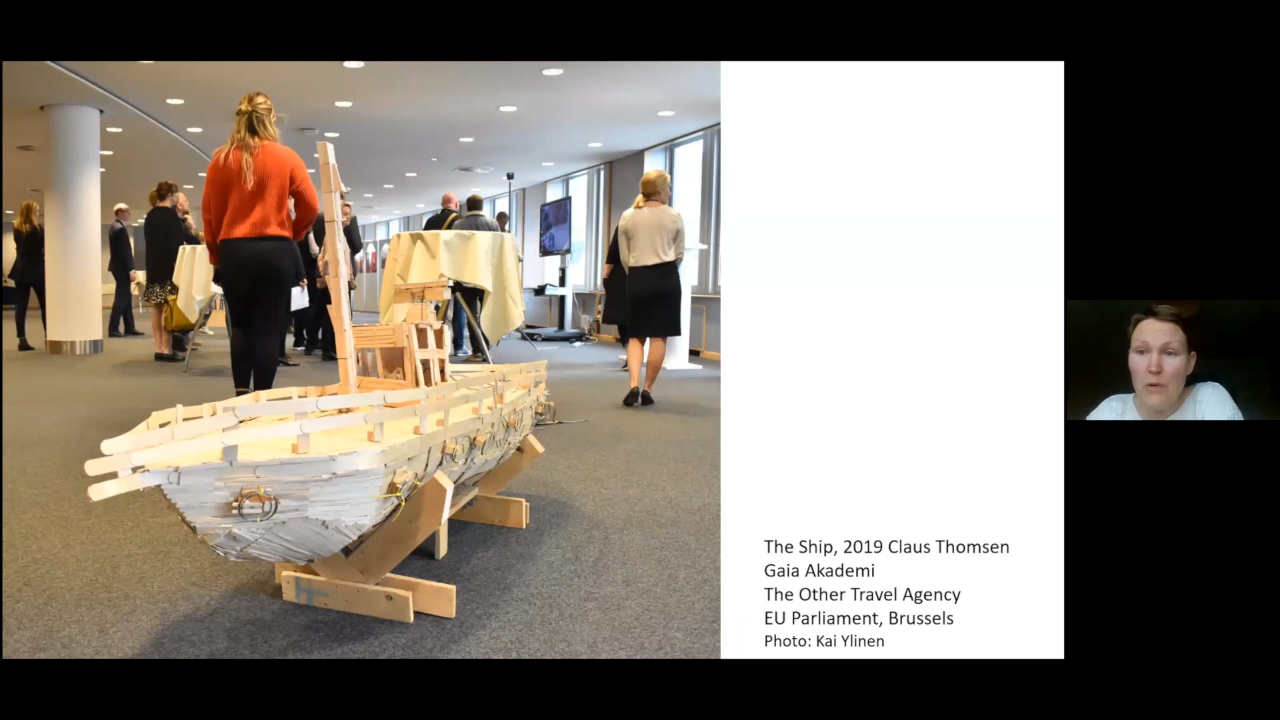 The Ship, 2019 Claus Thomsen
Gaia Akademi
The Other Travel Agency
EU Parliament, Brussels
Photo: Kai Ylinen